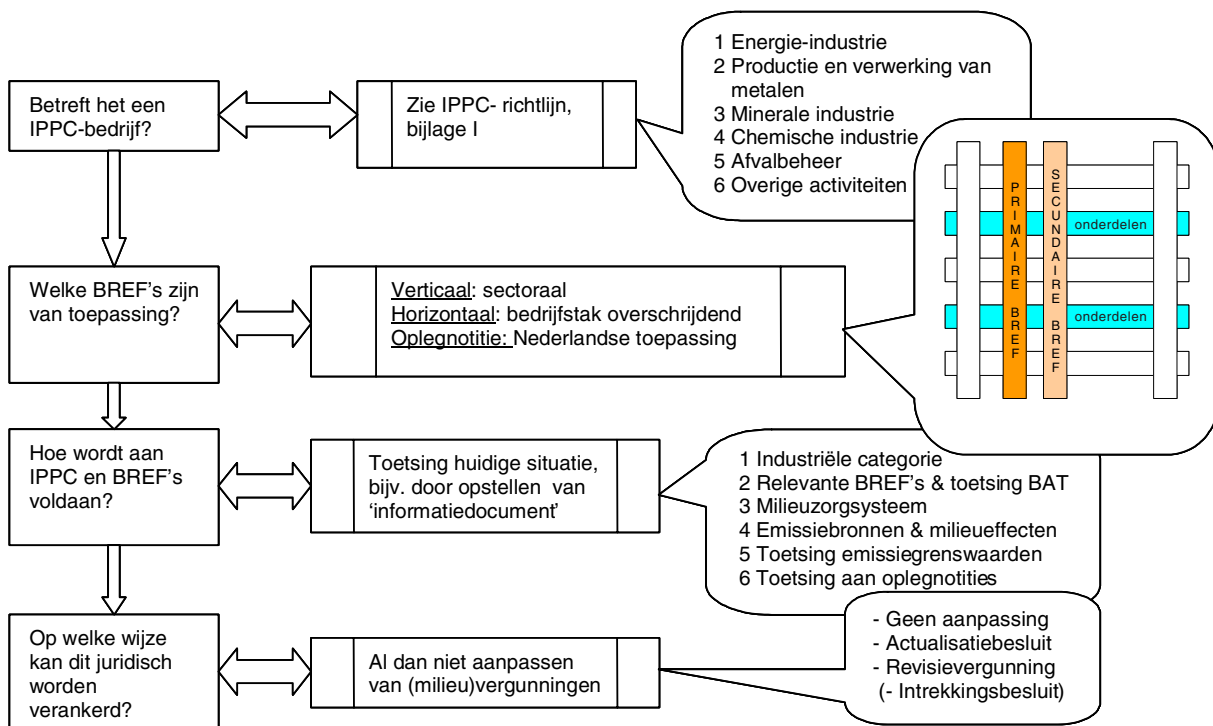 Betreft het een
IPPC-bedrijf?
Zie IPPC- richtlijn,
bijlage I
1 Energie-industrie
2 Productie en verwerking van
metalen
3 Minerale industrie
4 Chemische industrie
5 Afvalbeheer
6 Overige activiteiten
PRIMAIRE BREF
SECUNDAIRE BREF
onderdelen
onderdelen
Welke BREF's zijn
van toepassing?
Verticaal: sectoraal
Horizontaal: bedrijfstak overschrijdend
Oplegnotitie: Nederlandse toepassing
Hoe wordt aan
IPPC en BREF's
voldaan?
Toetsing huidige situatie,
bijv. door opstellen van
'informatiedocument'
1 Industriële categorie
2 Relevante BREF's & toetsing BAT
3 Milieuzorgsysteem
4 Emissiebronnen & milieueffecten
5 Toetsing emissiegrenswaarden
6 Toetsing aan oplegnotities
Op welke wijze
kan dit juridisch
worden
verankerd?
Al dan niet aanpassen
van (milieu)vergunningen
- Geen aanpassing
- Actualisatiebesluit
- Revisievergunning
(- Intrekkingsbesluit)